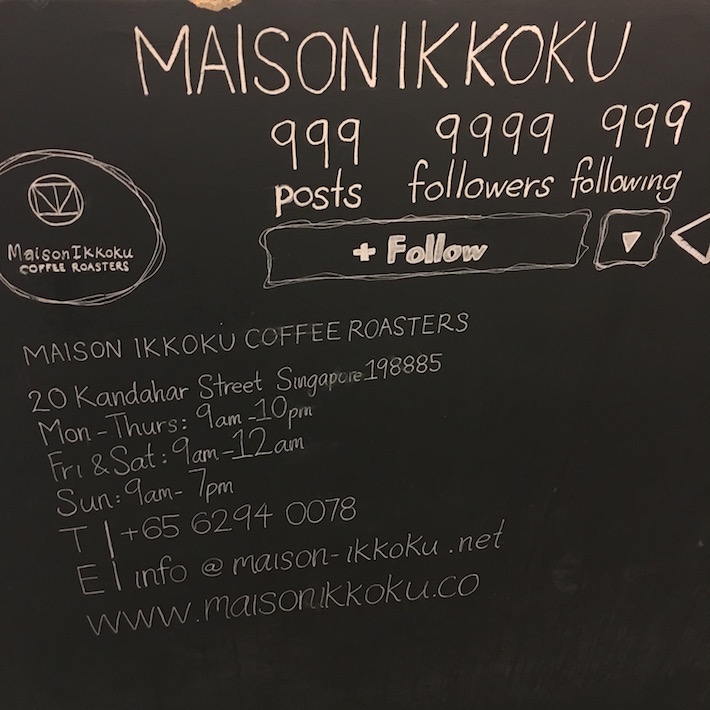 MAISON IKKOKU
999 9999 999
posts followers following
MaisonIkkoku
COFFEE ROASTERS
+ Follow
MAISON IKKOKU COFFEE ROASTERS
20 Kandahar Street Singapore 198885
Mon-Thurs: 9am-10pm
Fri & Sat: 9am-12am
Sun: 9am-7pm
T | +65 6294 0078
E | info@maison-ikkoku.net
www.maisonikkoku.co